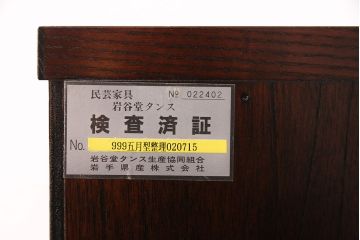 民芸家具 № 022402
岩谷堂タンス
検査済証
No. 999五月型整理020715
岩谷堂タンス生産協同組合
岩手県産株式会社